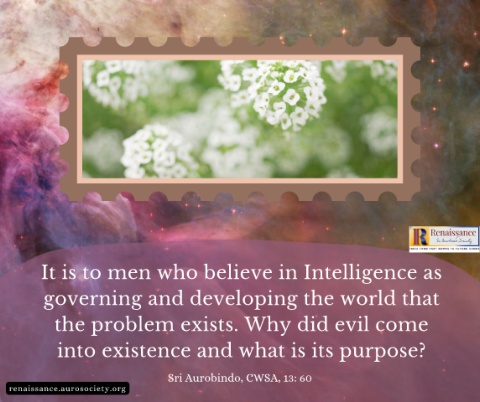 Renaissance
It is to men who believe in Intelligence as
governing and developing the world that
the problem exists. Why did evil come
into existence and what is its purpose?
Sri Aurobindo, CWSA, 13: 60
renaissance.aurosociety.org